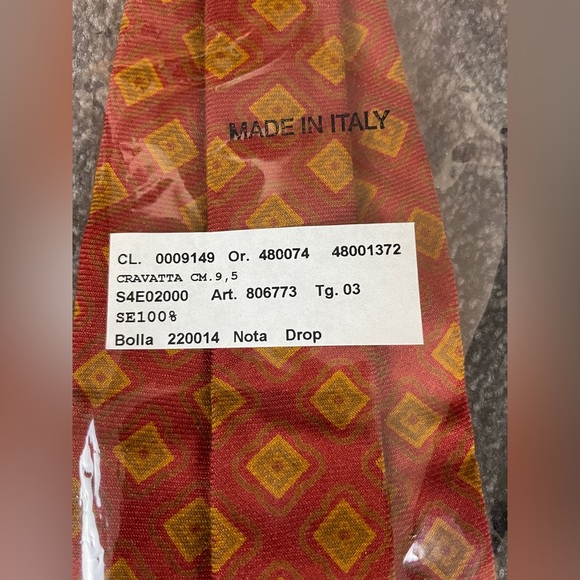 MADE IN ITALY
CL. 0009149 Or. 480074 48001372
CRAVATTA CM.9,5
S4E02000 Art. 806773 Tg. 03
SE100%
Bolla 220014 Nota Drop